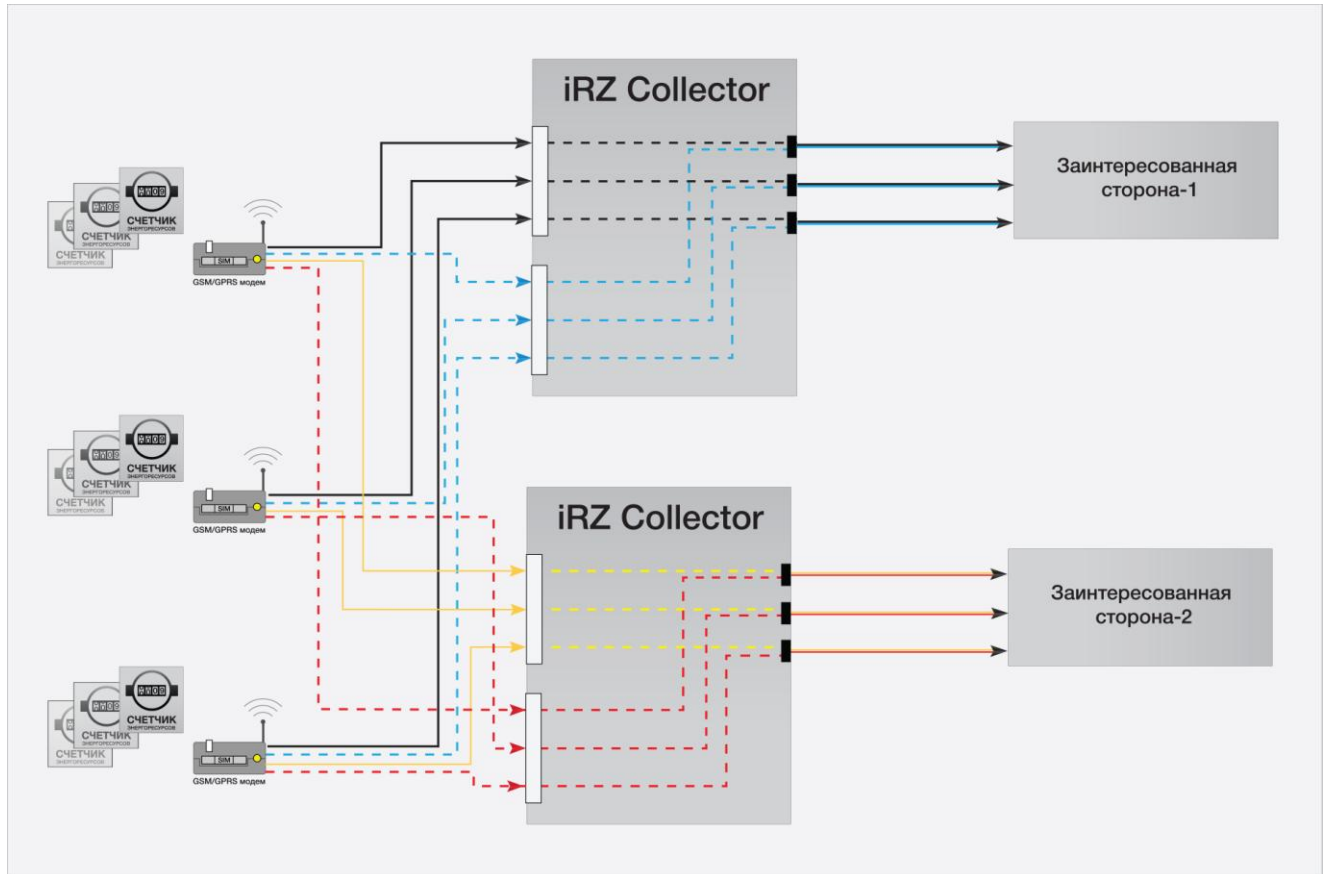 iRZ Collector
Заинтересованная
сторона-1
СЧЕТЧИК
ЭНЕРГОРЕСУРСОВ
СЧЕТЧИК
ЭНЕРГОРЕСУРСОВ
СЧЕТЧИК
ЭНЕРГОРЕСУРСОВ
SIM
GSM/GPRS модем
СЧЕТЧИК
ЭНЕРГОРЕСУРСОВ
СЧЕТЧИК
ЭНЕРГОРЕСУРСОВ
СЧЕТЧИК
ЭНЕРГОРЕСУРСОВ
SIM
GSM/GPRS модем
iRZ Collector
Заинтересованная
сторона-2
СЧЕТЧИК
ЭНЕРГОРЕСУРСОВ
СЧЕТЧИК
ЭНЕРГОРЕСУРСОВ
СЧЕТЧИК
ЭНЕРГОРЕСУРСОВ
SIM
GSM/GPRS модем